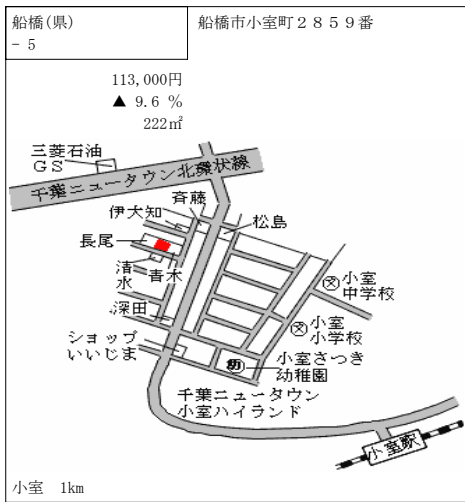 船橋(県)
- 5
船橋市小室町２８５９番
113,000円
▲ 9.6 %
222㎡
三菱石油
ＧＳ
千葉ニュータウン北環状線
斉藤
伊大知
松島
長尾
清水
青木
深田
小室
中学校
小室
小学校
ショップ
いいじま
幼
小室さつき
幼稚園
千葉ニュータウン
小室ハイランド
小室駅
小室 1km